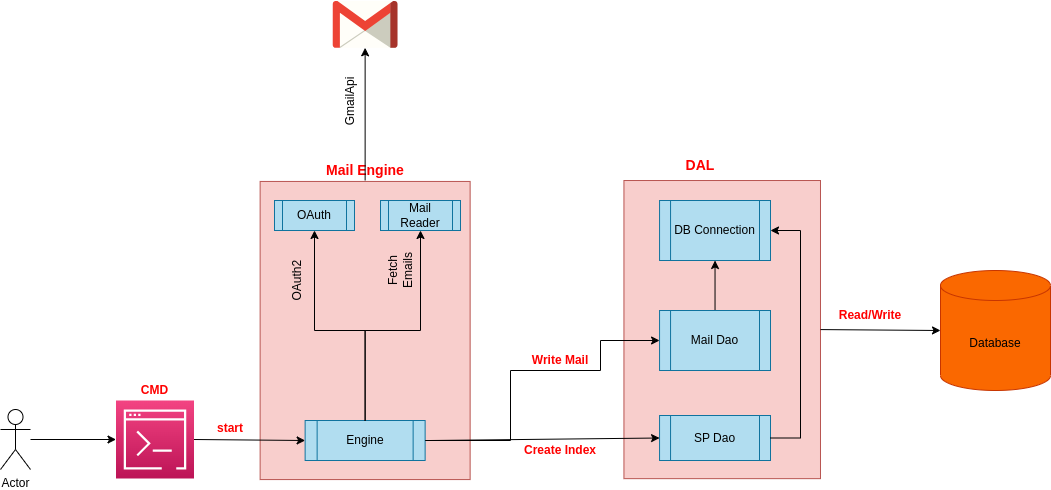 GmailApi
Mail Engine
DAL
OAuth
Mail
Reader
DB Connection
OAuth2
Fetch
Emails
Read/Write
Mail Dao
Database
Write Mail
CMD
start
Engine
SP Dao
Create Index
Actor